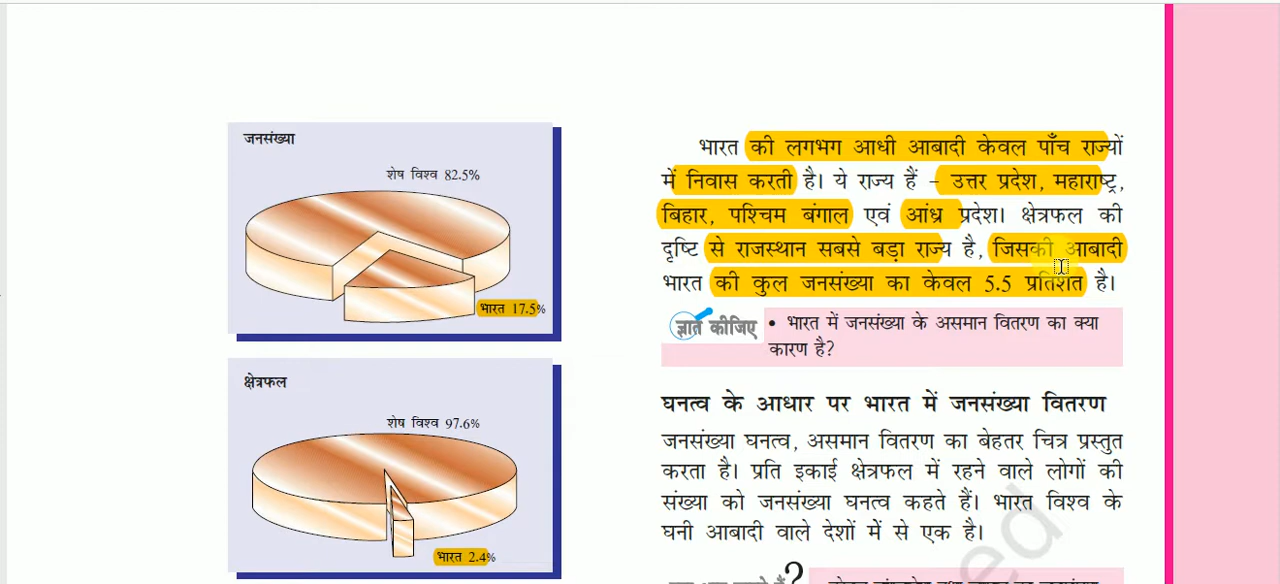 जनसंख्या
शेष विश्व 82.5%
भारत 17.5%
क्षेत्रफल
शेष विश्व 97.6%
भारत 2.4%
भारत की लगभग आधी आबादी केवल पाँच राज्यों
में निवास करती है। ये राज्य हैं – उत्तर प्रदेश, महाराष्ट्र,
बिहार, पश्चिम बंगाल एवं आंध्र प्रदेश। क्षेत्रफल की
दृष्टि से राजस्थान सबसे बड़ा राज्य है, जिसकी आबादी
भारत की कुल जनसंख्या का केवल 5.5 प्रतिशत है।
ज्ञात कीजिए • भारत में जनसंख्या के असमान वितरण का क्या
कारण है?
घनत्व के आधार पर भारत में जनसंख्या वितरण
जनसंख्या घनत्व, असमान वितरण का बेहतर चित्र प्रस्तुत
करता है। प्रति इकाई क्षेत्रफल में रहने वाले लोगों की
संख्या को जनसंख्या घनत्व कहते हैं। भारत विश्व के
घनी आबादी वाले देशों में से एक है।
?